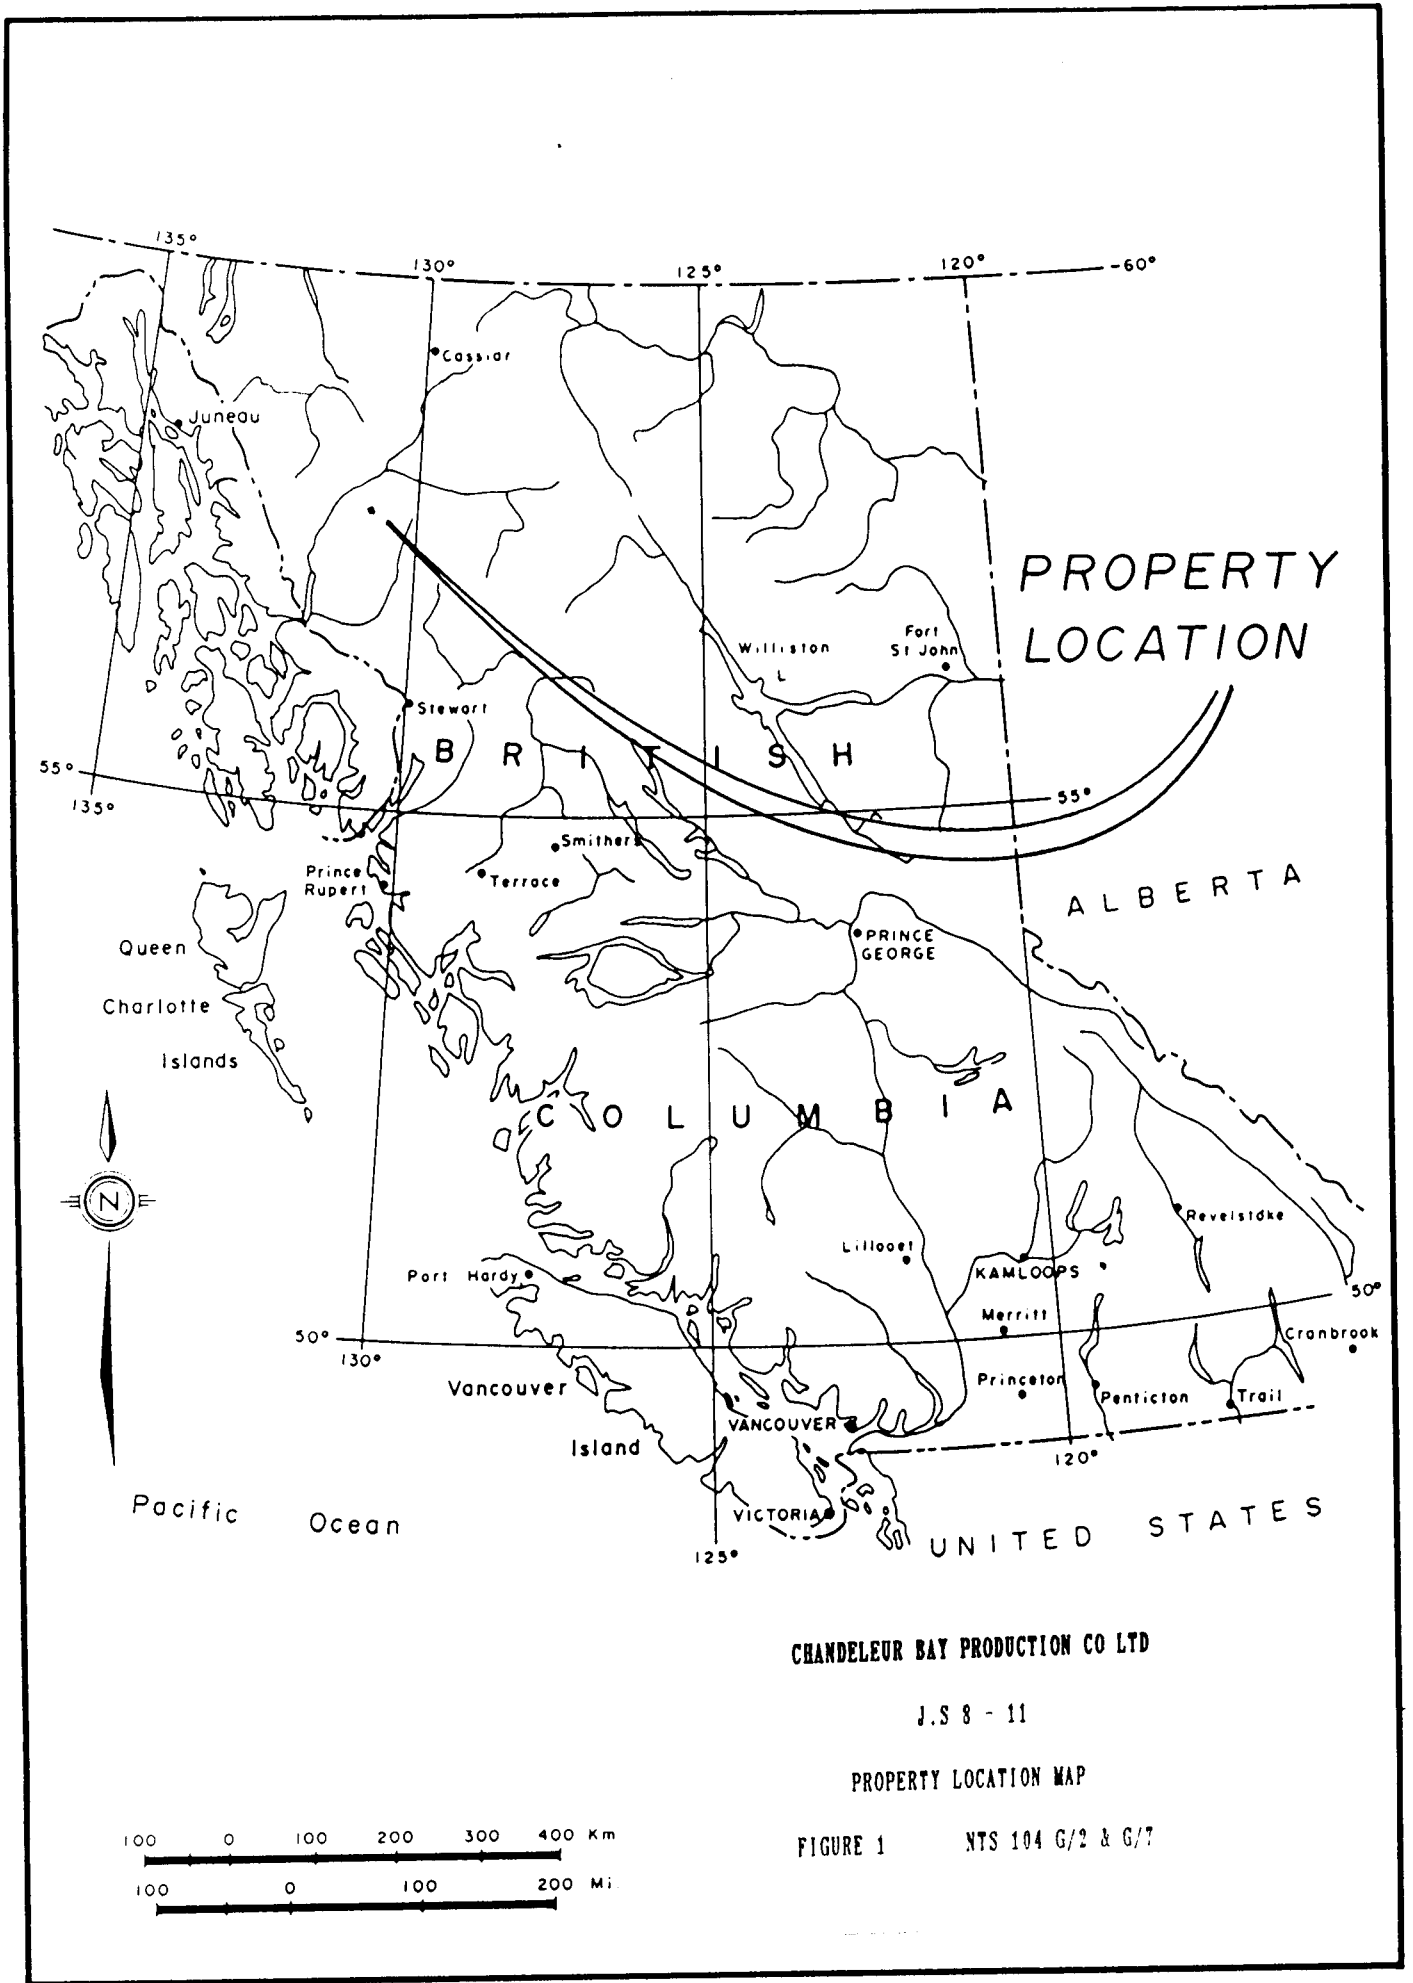 135°
130°
125°
120°
-60°
Cassiar
Juneau
PROPERTY
LOCATION
Fort
St John
Williston
L
Stewart
BRITISH
55°
135°
55°
Smithers
Terrace
Prince
Rupert
ALBERTA
PRINCE
GEORGE
Queen
Charlotte
Islands
COLUMBIA
N
Revelstoke
Lillooet
KAMLOOPS
Port Hardy
50°
Merritt
Cranbrook
50°
130°
Vancouver
Island
Princeton
Penticton
Trail
VANCOUVER
120°
Pacific Ocean
VICTORIA
UNITED STATES
125°
CHANDELEUR BAY PRODUCTION CO LTD
J.S 8 - 11
PROPERTY LOCATION MAP
FIGURE 1 NTS 104 G/2 & G/7
100 0 100 200 300 400 Km
100 0 100 200 Mi.